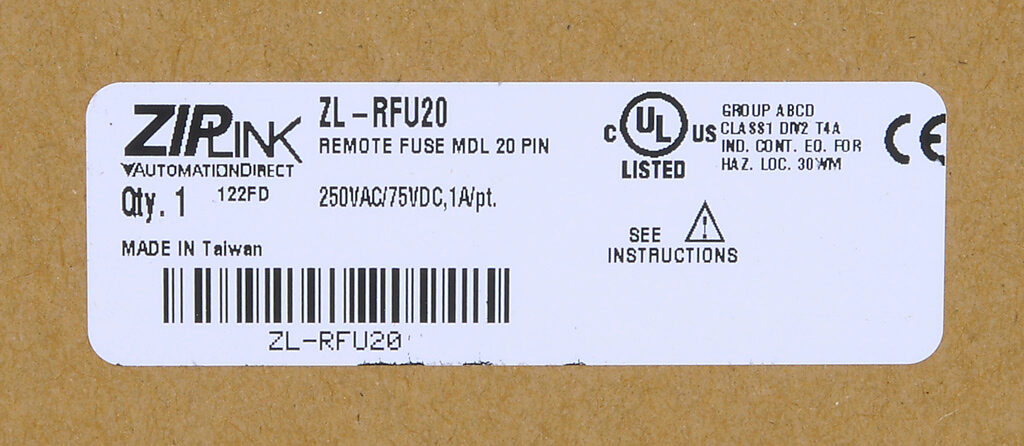 ZIPLINK
AUTOMATIONDIRECT
ZL-RFU20
REMOTE FUSE MDL 20 PIN
Qty. 1
122FD
250VAC/75VDC,1A/pt.
MADE IN Taiwan
ZL-RFU20
C UL US
LISTED
GROUP ABCD
CLASS1 DIV2 T4A
IND. CONT. EQ. FOR
HAZ. LOC. 30WM
CE
SEE
INSTRUCTIONS